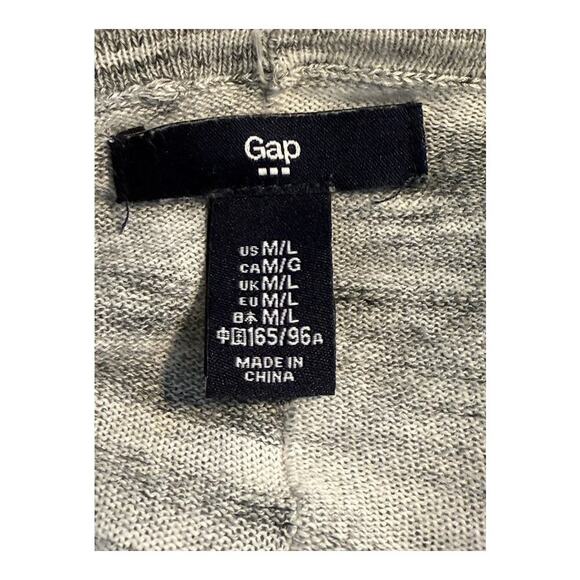 Gap
US M/L
CA M/G
UK M/L
EU M/L
日本 M/L
中国 165/96A
MADE IN
CHINA